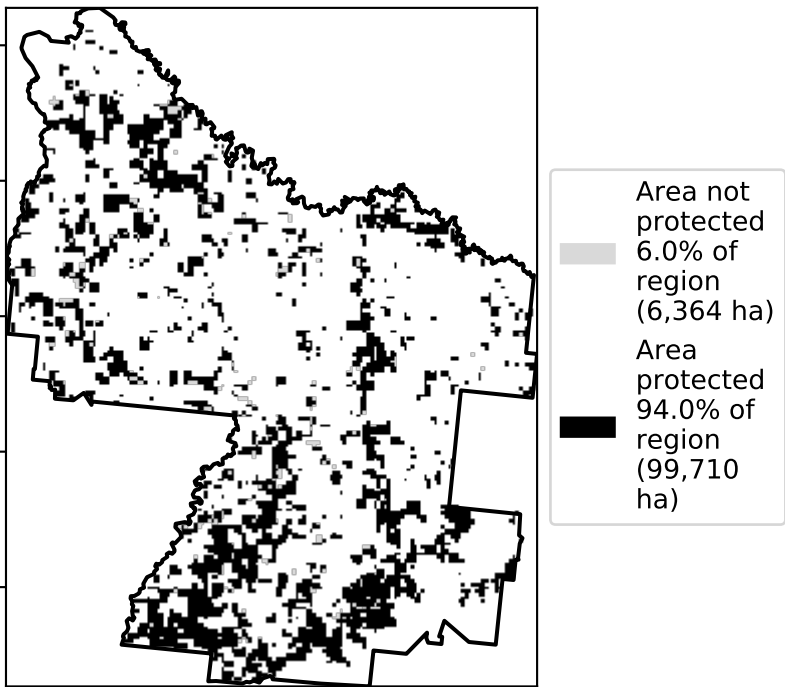 Area not
protected
6.0% of
region
(6,364 ha)
Area
protected
94.0% of
region
(99,710
ha)